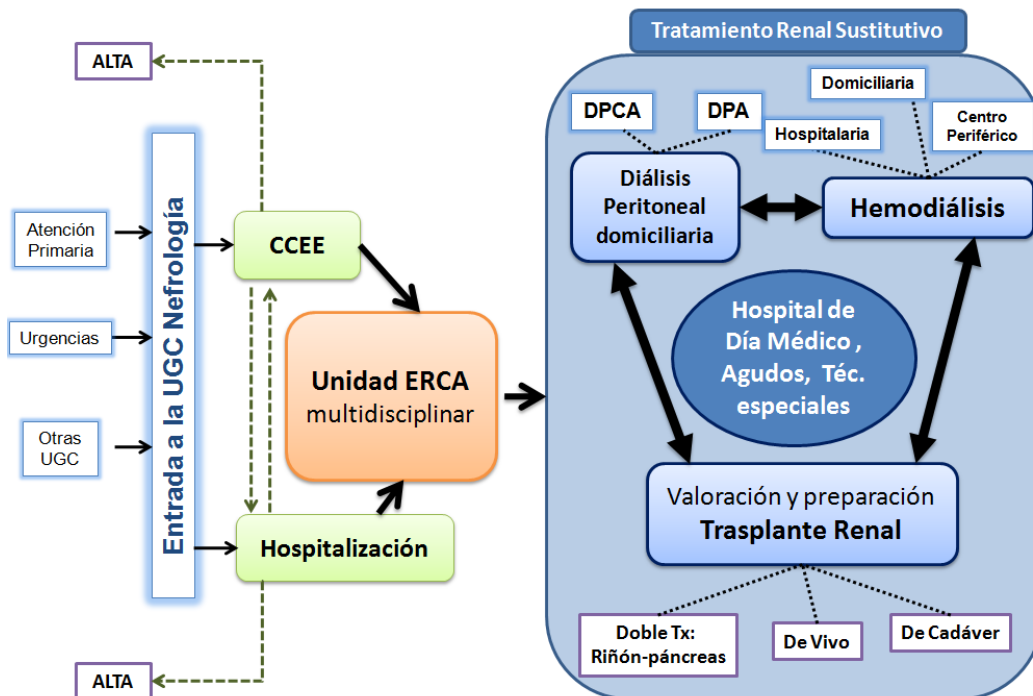 ALTA
Atención
Primaria
Urgencias
Otras
UGC
Entrada a la UGC Nefrología
CCEE
Unidad ERCA
multidisciplinar
Hospitalización
ALTA
Tratamiento Renal Sustitutivo
DPCA
DPA
Domiciliaria
Hospitalaria
Centro
Periférico
Diálisis
Peritoneal
domiciliaria
Hemodiálisis
Hospital de
Día Médico ,
Agudos, Téc.
especiales
Valoración y preparación
Trasplante Renal
Doble Tx:
Riñón-páncreas
De Vivo
De Cadáver